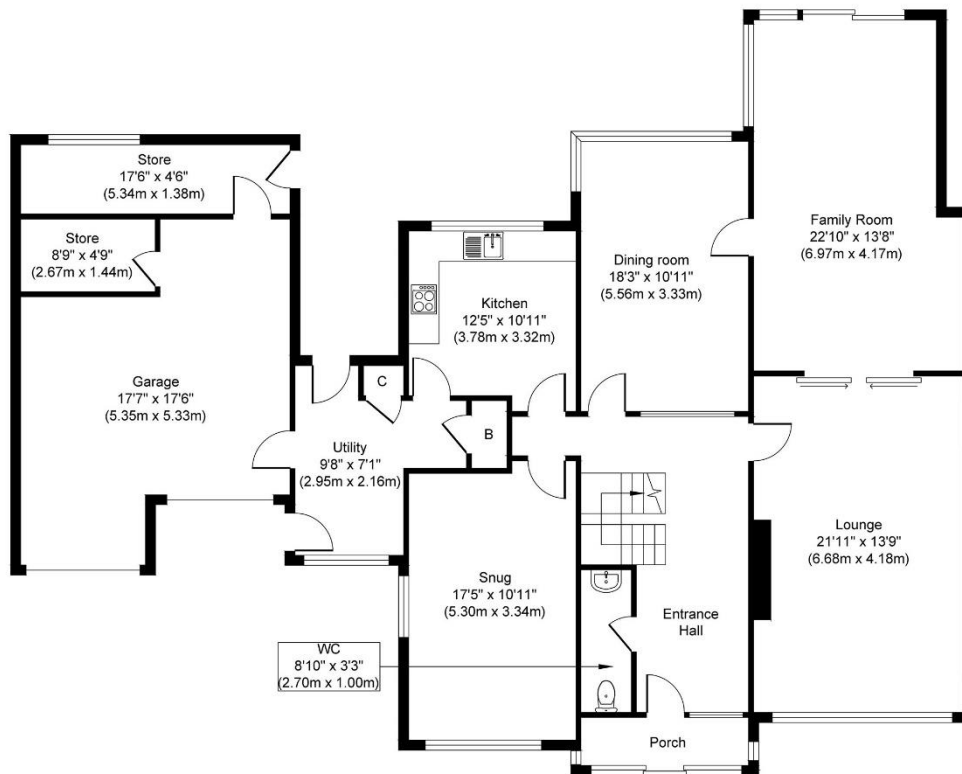 Store
17'6" x 4'6"
(5.34m x 1.38m)
Store
8'9" x 4'9"
(2.67m x 1.44m)
Garage
17'7" x 17'6"
(5.35m x 5.33m)
Kitchen
12'5" x 10'11"
(3.78m x 3.32m)
Dining room
18'3" x 10'11"
(5.56m x 3.33m)
Family Room
22'10" x 13'8"
(6.97m x 4.17m)
C
B
Utility
9'8" x 7'1"
(2.95m x 2.16m)
Snug
17'5" x 10'11"
(5.30m x 3.34m)
Lounge
21'11" x 13'9"
(6.68m x 4.18m)
Entrance
Hall
WC
8'10" x 3'3"
(2.70m x 1.00m)
Porch